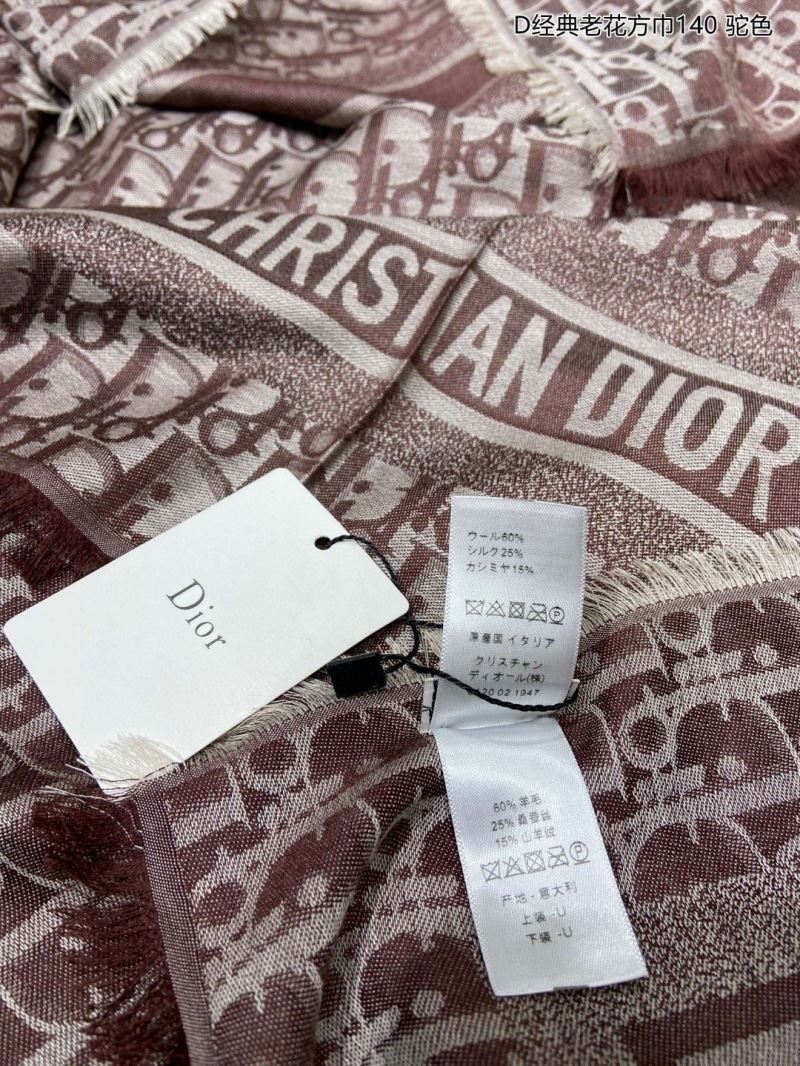 D经典老花方巾140 驼色
CHRISTIAN DIOR
Dior
ウール60%
シルク25%
カシミヤ15%
原産国 イタリア
クリスチャン
ディオール(株)
120 02 1947
60% 羊毛
25% 桑蚕丝
15% 山羊绒
产地 - 意大利
上装 -U
下装 -U